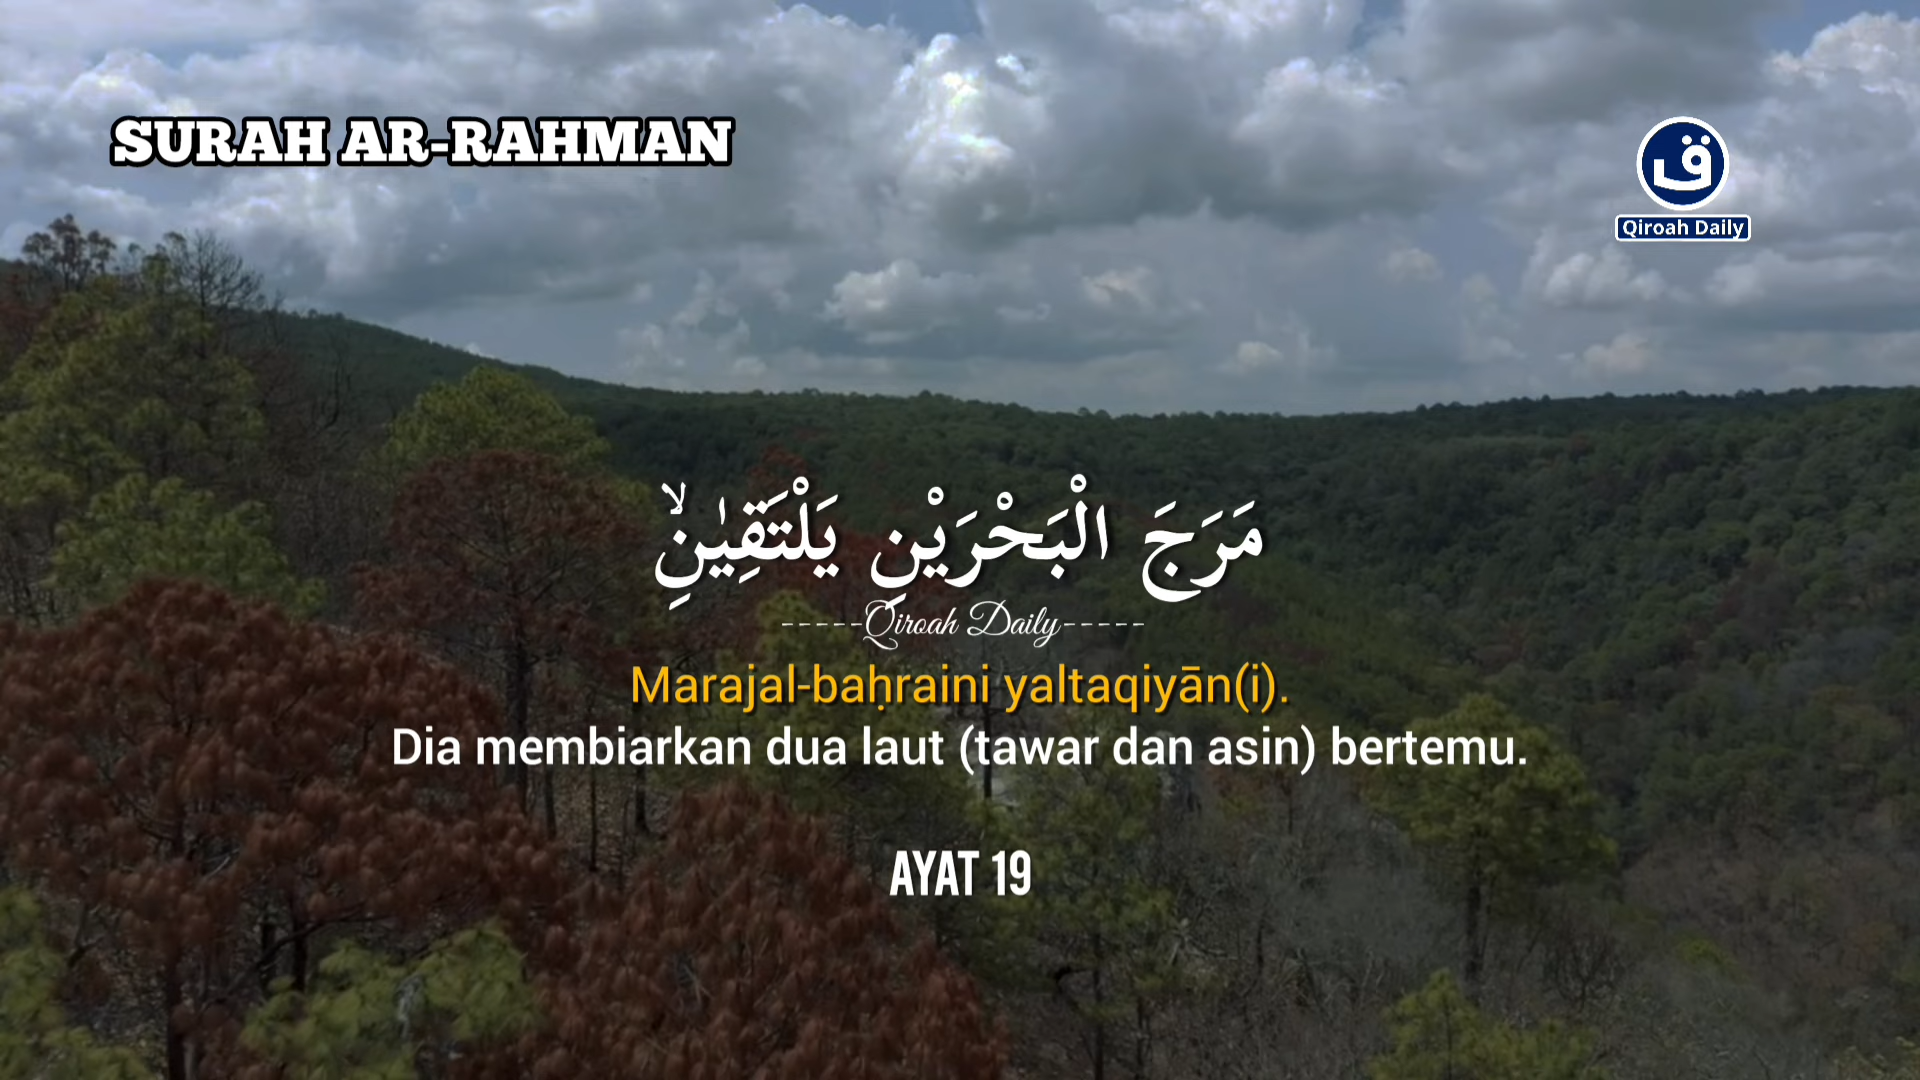 SURAH AR-RAHMAN
ق
Qiroah Daily
مَرَجَ الْبَحْرَيْنِ يَلْتَقِيٰنِۙ
-----Qiroah Daily-----
Marajal-baḥraini yaltaqiyān(i).
Dia membiarkan dua laut (tawar dan asin) bertemu.
AYAT 19